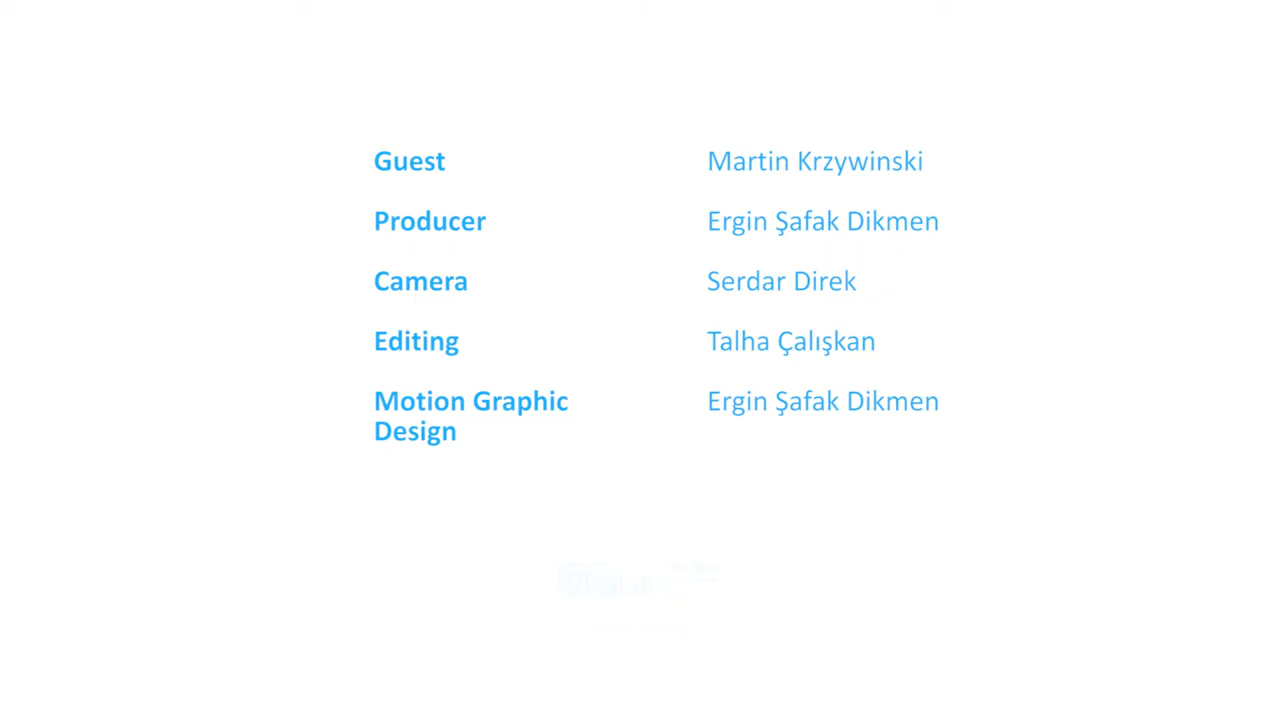 Guest Martin Krzywinski
Producer Ergin Şafak Dikmen
Camera Serdar Direk
Editing Talha Çalışkan
Motion Graphic Ergin Şafak Dikmen
Design